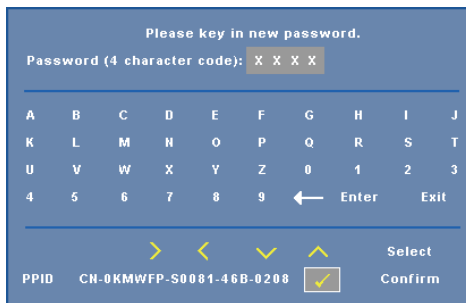 Please key in new password.
Password (4 character code): X X X X
A B C D E F G H I J
K L M N O P Q R S T
U V W X Y Z 0 1 2 3
4 5 6 7 8 9 Enter Exit
Select
PPID CN-0KMWFP-S0081-46B-0208 Confirm